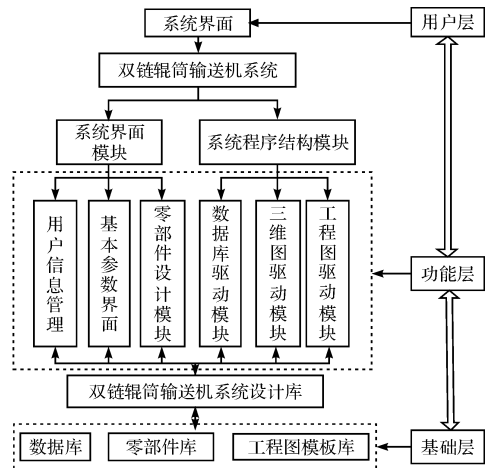 系统界面
用户层
双链辊筒输送机系统
系统界面
模块
系统程序结构模块
用户信息管理
基本参数界面
零部件设计模块
数据库驱动模块
三维图驱动模块
工程图驱动模块
功能层
双链辊筒输送机系统设计库
数据库
零部件库
工程图模板库
基础层